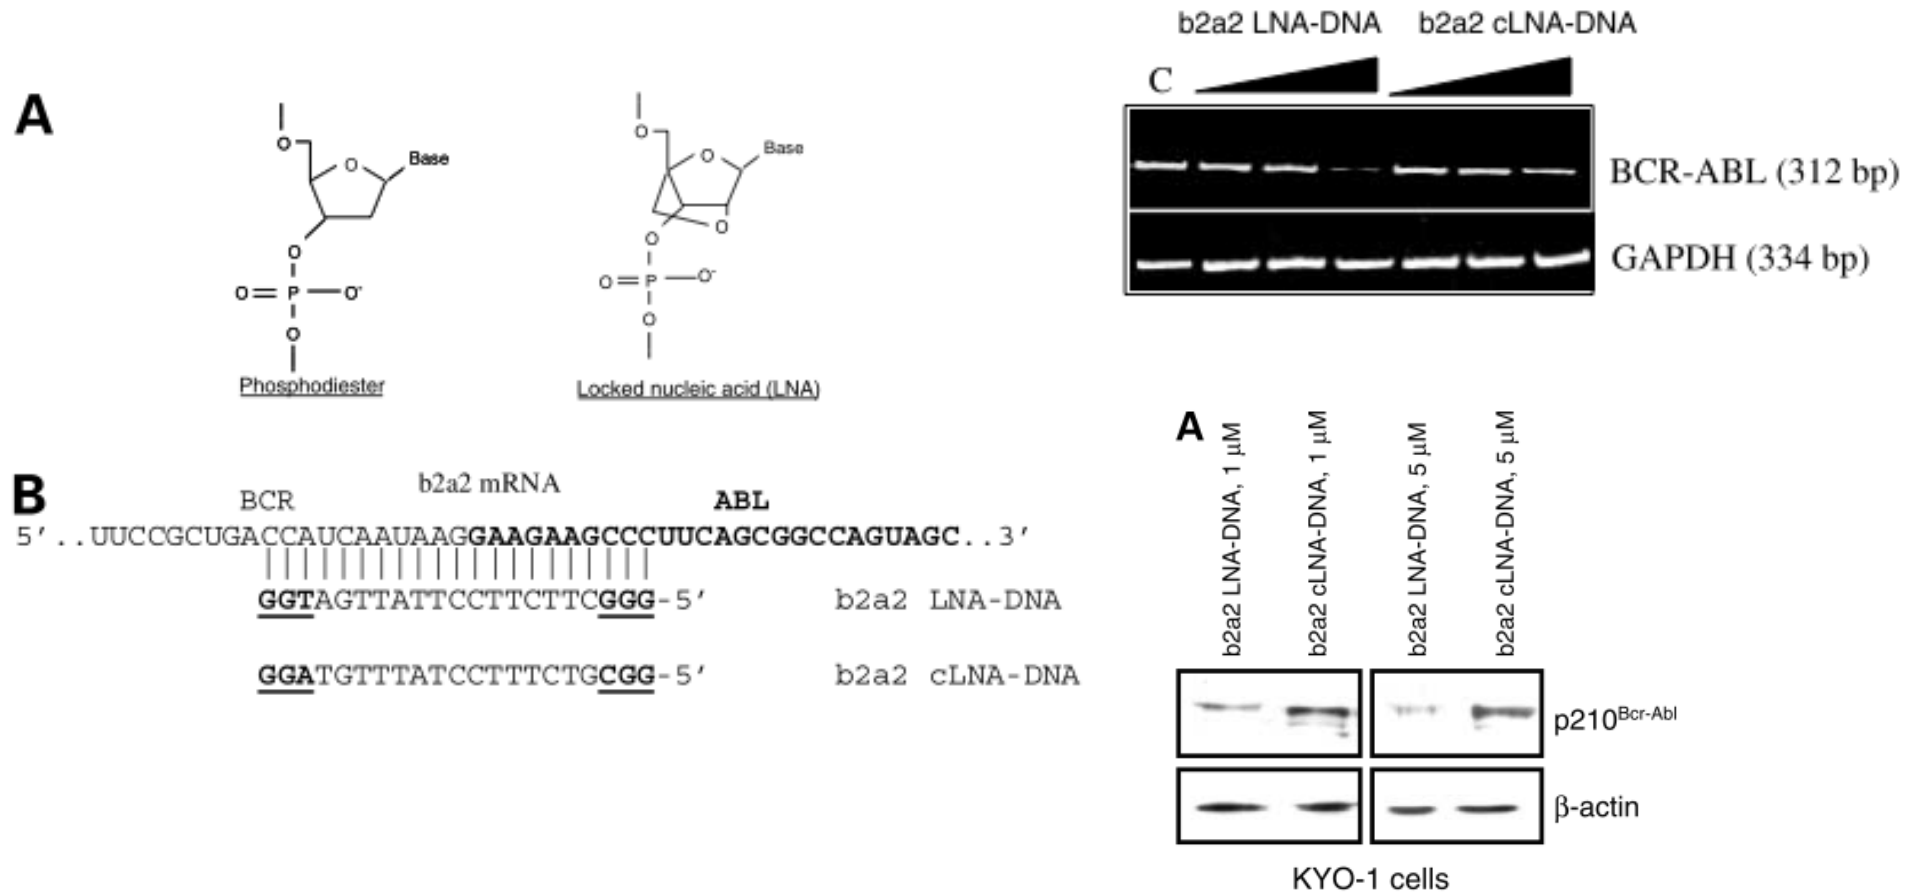 A
O
O
Base
O
O=P—O⁻
O
Phosphodiester
O
O
Base
O
O
O=P—O⁻
O
Locked nucleic acid (LNA)
B
BCR b2a2 mRNA ABL
5'..UUCCGCUGACCAUCAAUAAGGAAGAAGCCCUUCAGCGGCCAGUAGC..3'
GGTAGTTATTCCTTCTTCGGG-5' b2a2 LNA-DNA
GGATGTTTATCCTTTCTGCGG-5' b2a2 cLNA-DNA
b2a2 LNA-DNA b2a2 cLNA-DNA
C
BCR-ABL (312 bp)
GAPDH (334 bp)
A
b2a2 LNA-DNA, 1 µM
b2a2 cLNA-DNA, 1 µM
b2a2 LNA-DNA, 5 µM
b2a2 cLNA-DNA, 5 µM
p210Bcr-Abl
β-actin
KYO-1 cells